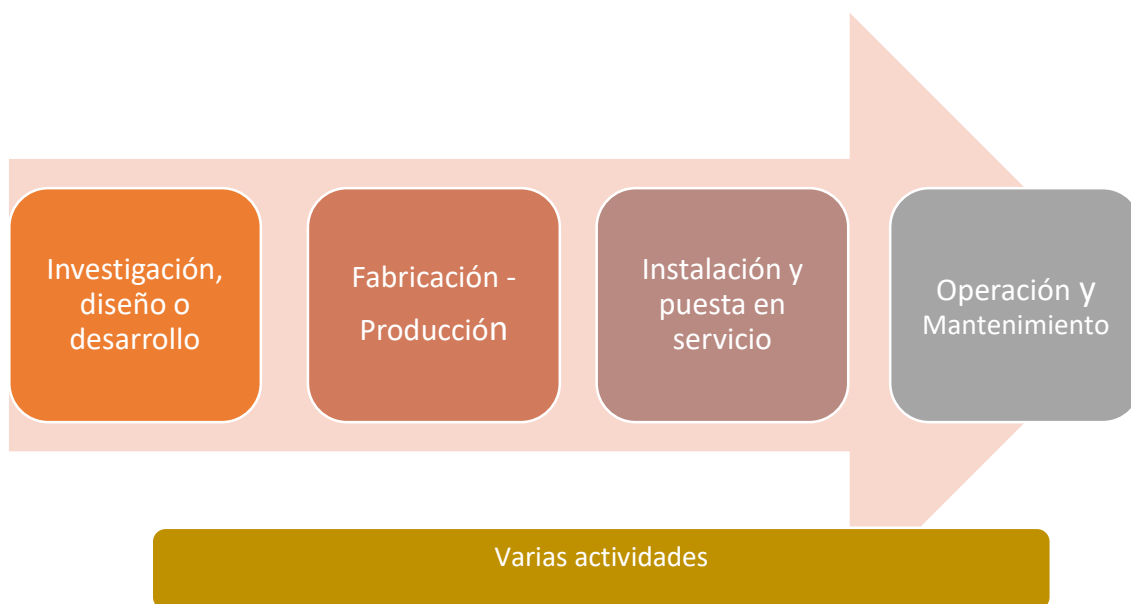 Investigación,
diseño o
desarrollo
Fabricación -
Producción
Instalación y
puesta en
servicio
Operación y
Mantenimiento
Varias actividades